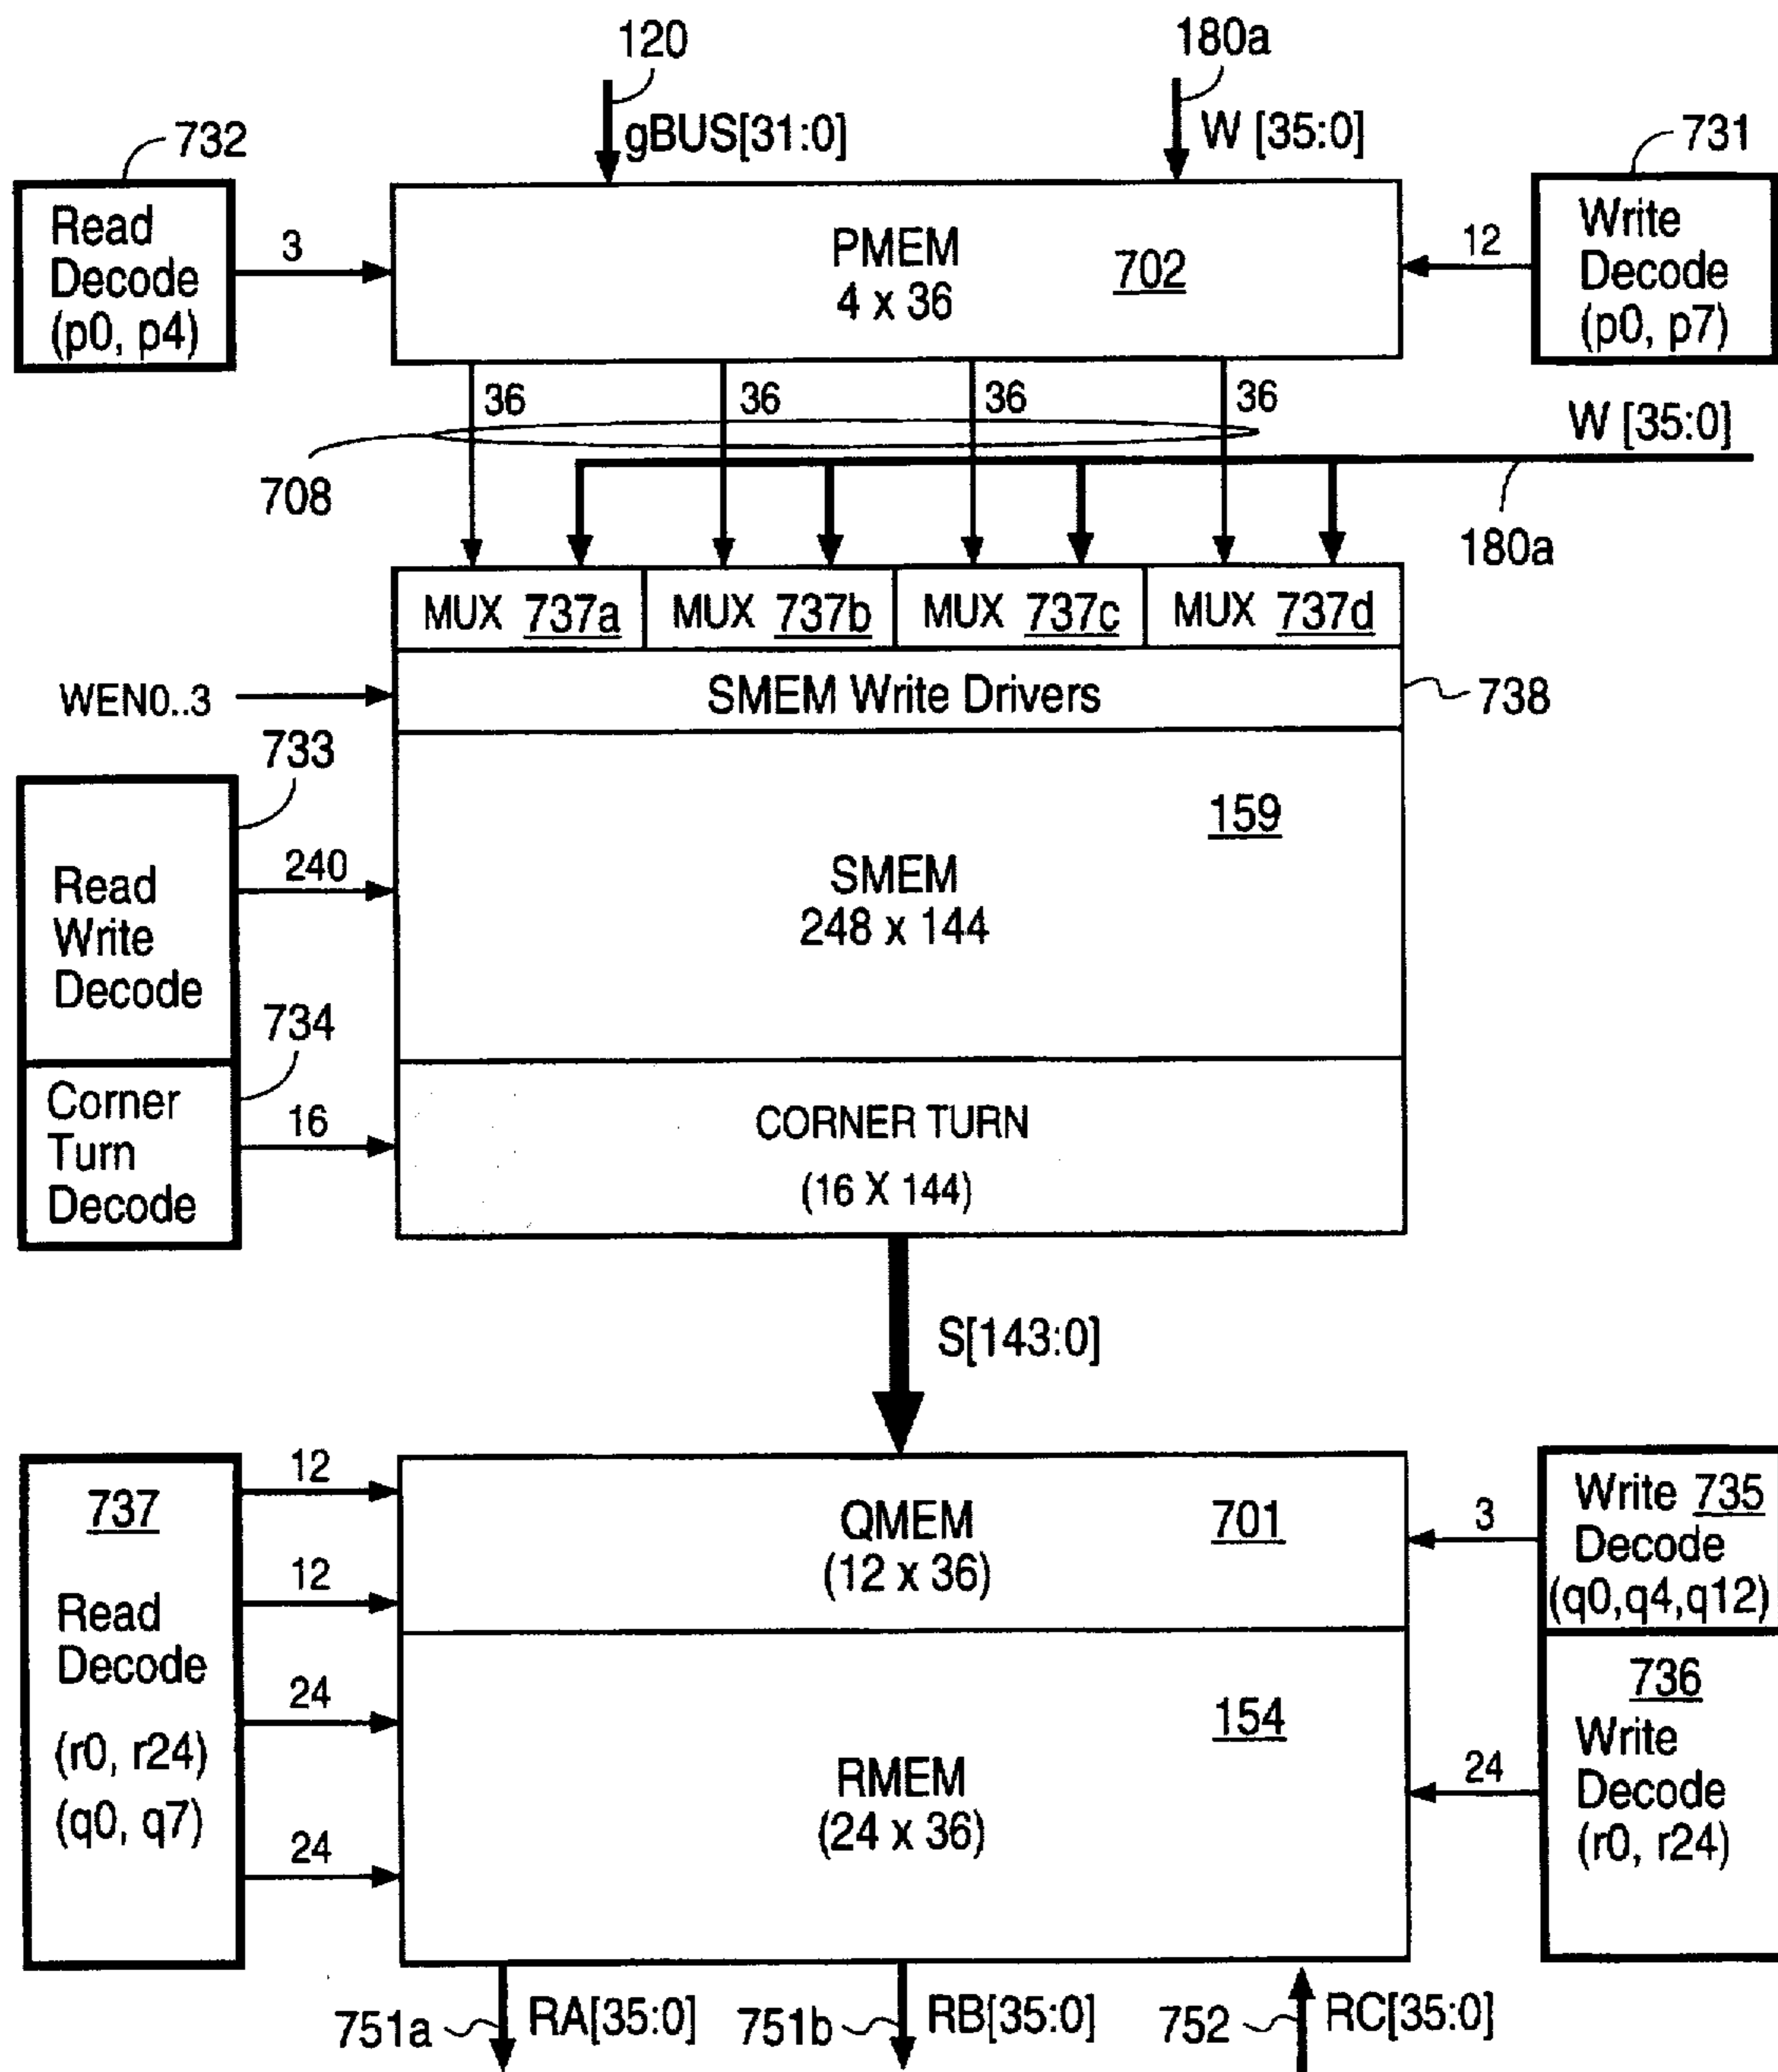 120
180a
732
gBUS[31:0]
W [35:0]
731
Read
Decode
(p0, p4)
3
PMEM
4 x 36
702
12
Write
Decode
(p0, p7)
36
36
36
36
W [35:0]
708
180a
MUX 737a
MUX 737b
MUX 737c
MUX 737d
WEN0..3
SMEM Write Drivers
738
733
159
Read
Write
Decode
240
SMEM
248 x 144
734
Corner
Turn
Decode
16
CORNER TURN
(16 X 144)
S[143:0]
737
Read
Decode
(r0, r24)
(q0, q7)
12
12
24
24
QMEM
(12 x 36)
701
3
Write 735
Decode
(q0,q4,q12)
RMEM
(24 x 36)
154
24
736
Write
Decode
(r0, r24)
751a
RA[35:0]
751b
RB[35:0]
752
RC[35:0]